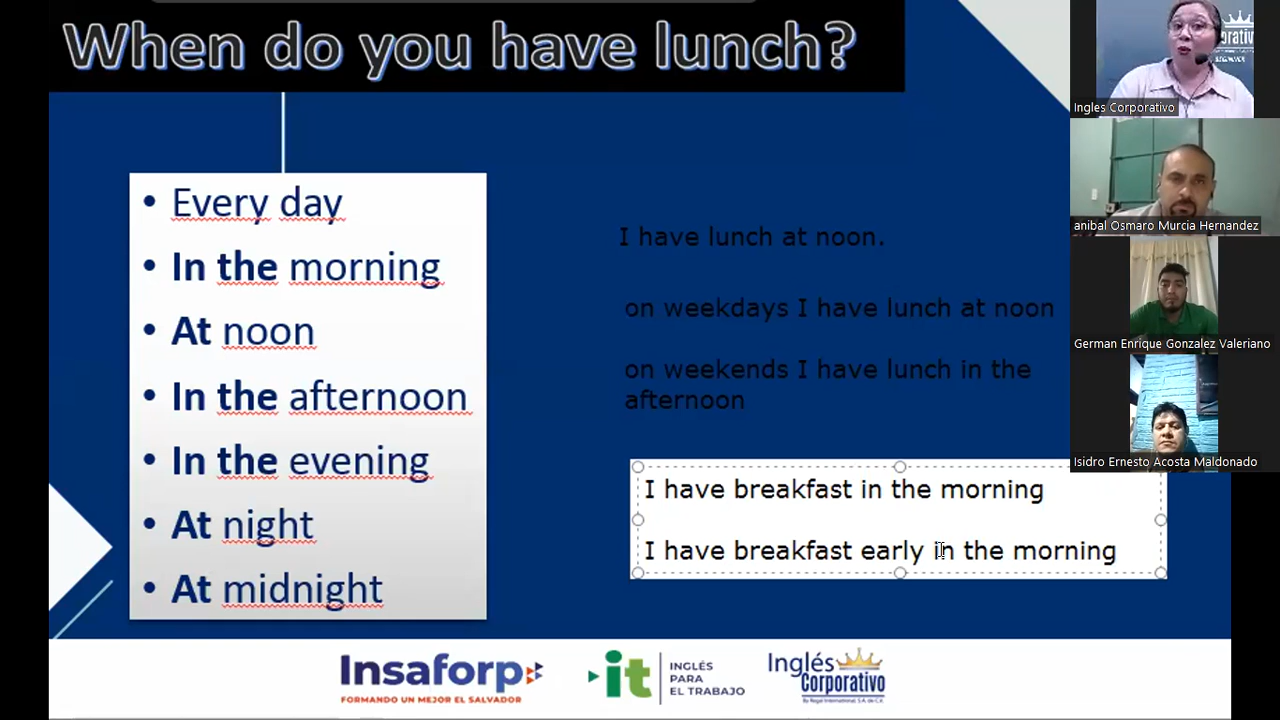 When do you have lunch?
• Every day
• In the morning
• At noon
• In the afternoon
• In the evening
• At night
• At midnight
I have lunch at noon.
on weekdays I have lunch at noon
on weekends I have lunch in the
afternoon
I have breakfast in the morning
I have breakfast early in the morning
Ingles Corporativo
anibal Osmaro Murcia Hernandez
German Enrique Gonzalez Valeriano
Isidro Ernesto Acosta Maldonado
Insaforp
FORMANDO UN MEJOR EL SALVADOR
it
INGLÉS
PARA
EL TRABAJO
Inglés
Corporativo